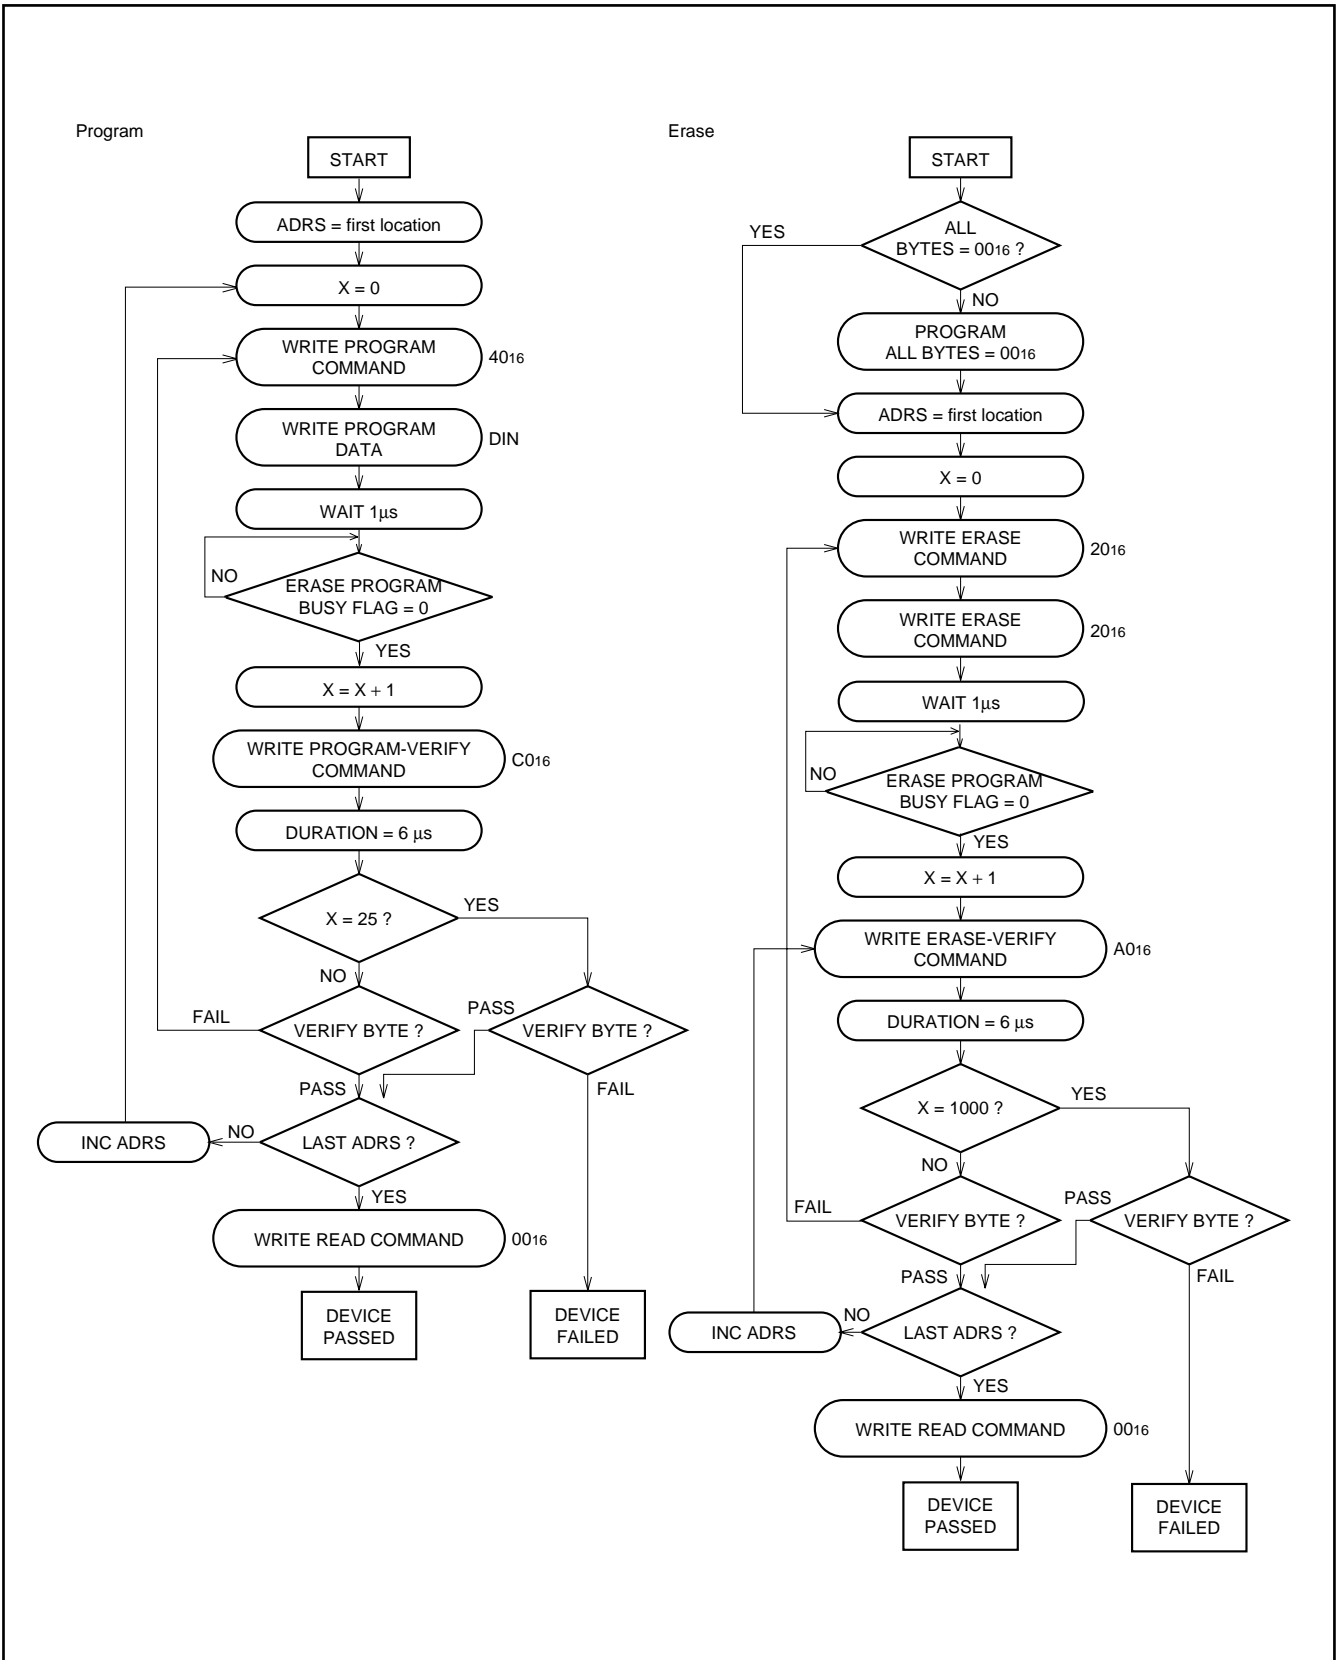 Program
START
ADRS = first location
X = 0
WRITE PROGRAM
COMMAND
4016
WRITE PROGRAM
DATA
DIN
WAIT 1μs
NO
ERASE PROGRAM
BUSY FLAG = 0
YES
X = X + 1
WRITE PROGRAM-VERIFY
COMMAND
C016
DURATION = 6 μs
X = 25 ?
YES
NO
FAIL
VERIFY BYTE ?
PASS
VERIFY BYTE ?
PASS
FAIL
INC ADRS
NO
LAST ADRS ?
YES
WRITE READ COMMAND
0016
DEVICE
PASSED
DEVICE
FAILED
Erase
START
YES
ALL
BYTES = 0016 ?
NO
PROGRAM
ALL BYTES = 0016
ADRS = first location
X = 0
WRITE ERASE
COMMAND
2016
WRITE ERASE
COMMAND
2016
WAIT 1μs
NO
ERASE PROGRAM
BUSY FLAG = 0
YES
X = X + 1
WRITE ERASE-VERIFY
COMMAND
A016
DURATION = 6 μs
X = 1000 ?
YES
NO
FAIL
VERIFY BYTE ?
PASS
VERIFY BYTE ?
PASS
FAIL
INC ADRS
NO
LAST ADRS ?
YES
WRITE READ COMMAND
0016
DEVICE
PASSED
DEVICE
FAILED